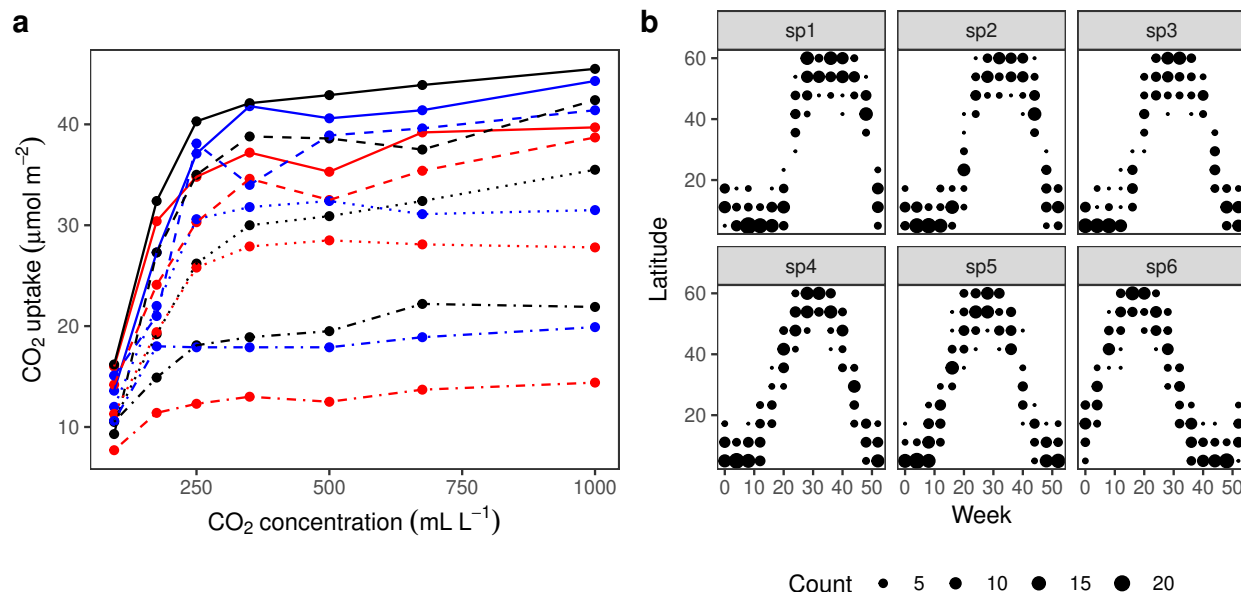 a
CO₂ uptake (μmol m⁻²)
40
30
20
10
250
500
750
1000
CO₂ concentration (mL L⁻¹)
b
sp1
sp2
sp3
60
40
20
sp4
sp5
sp6
60
40
20
Latitude
0 10 20 30 40 50
0 10 20 30 40 50
0 10 20 30 40 50
Week
Count 5 10 15 20